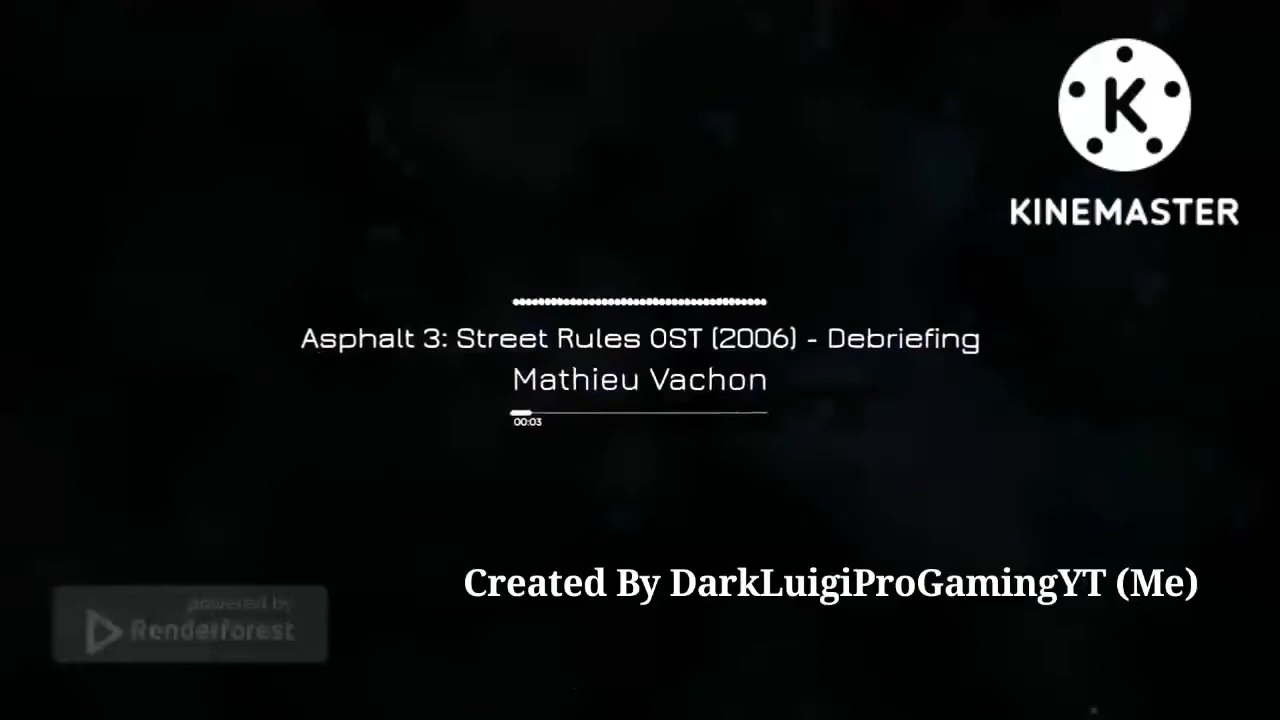 K
KINEMASTER
Asphalt 3: Street Rules OST (2006) - Debriefing
Mathieu Vachon
00:03
Created By DarkLuigiProGamingYT (Me)
powered by
Renderforest